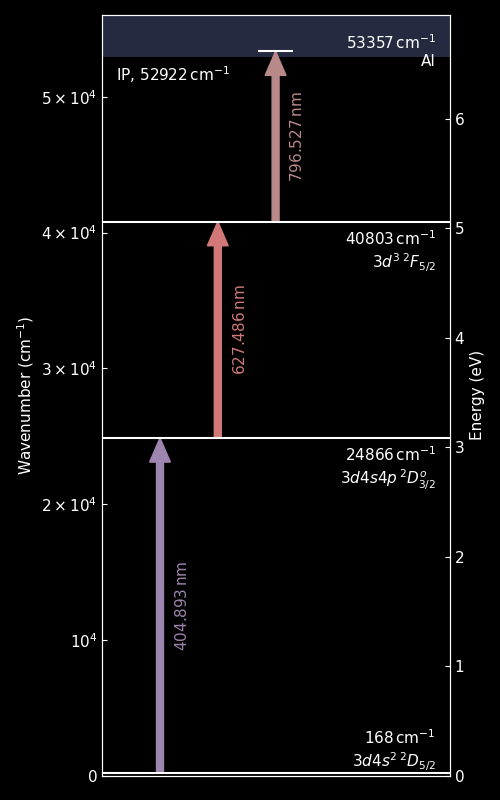 53357 cm⁻¹
AI
IP, 52922 cm⁻¹
5 × 10⁴
6
796.527 nm
4 × 10⁴
5
40803 cm⁻¹
3d³ ²F₅/₂
627.486 nm
4
3 × 10⁴
Wavenumber (cm⁻¹)
Energy (eV)
3
24866 cm⁻¹
3d4s4p ²Dᵒ₃/₂
2 × 10⁴
2
404.893 nm
10⁴
1
168 cm⁻¹
3d4s² ²D₅/₂
0
0